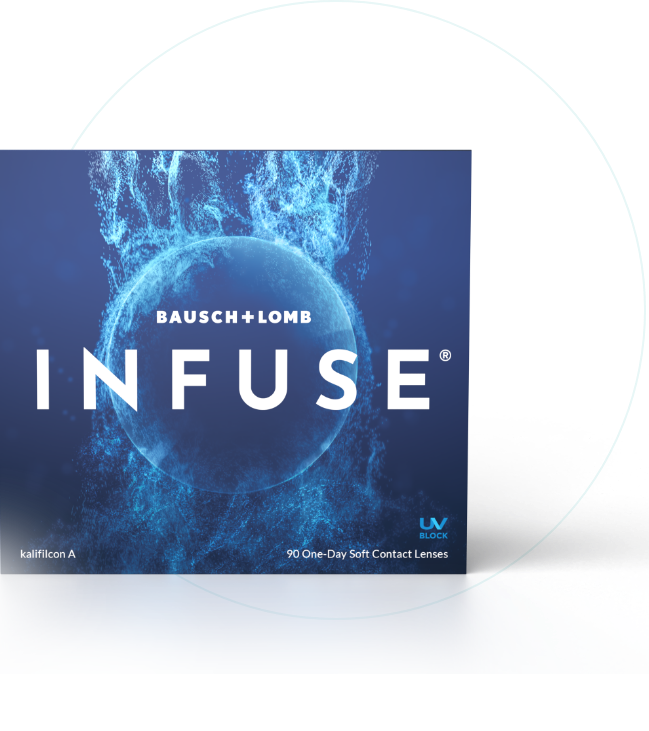 BAUSCH+LOMB
INFUSE®
UV
BLOCK
kalifilcon A
90 One-Day Soft Contact Lenses